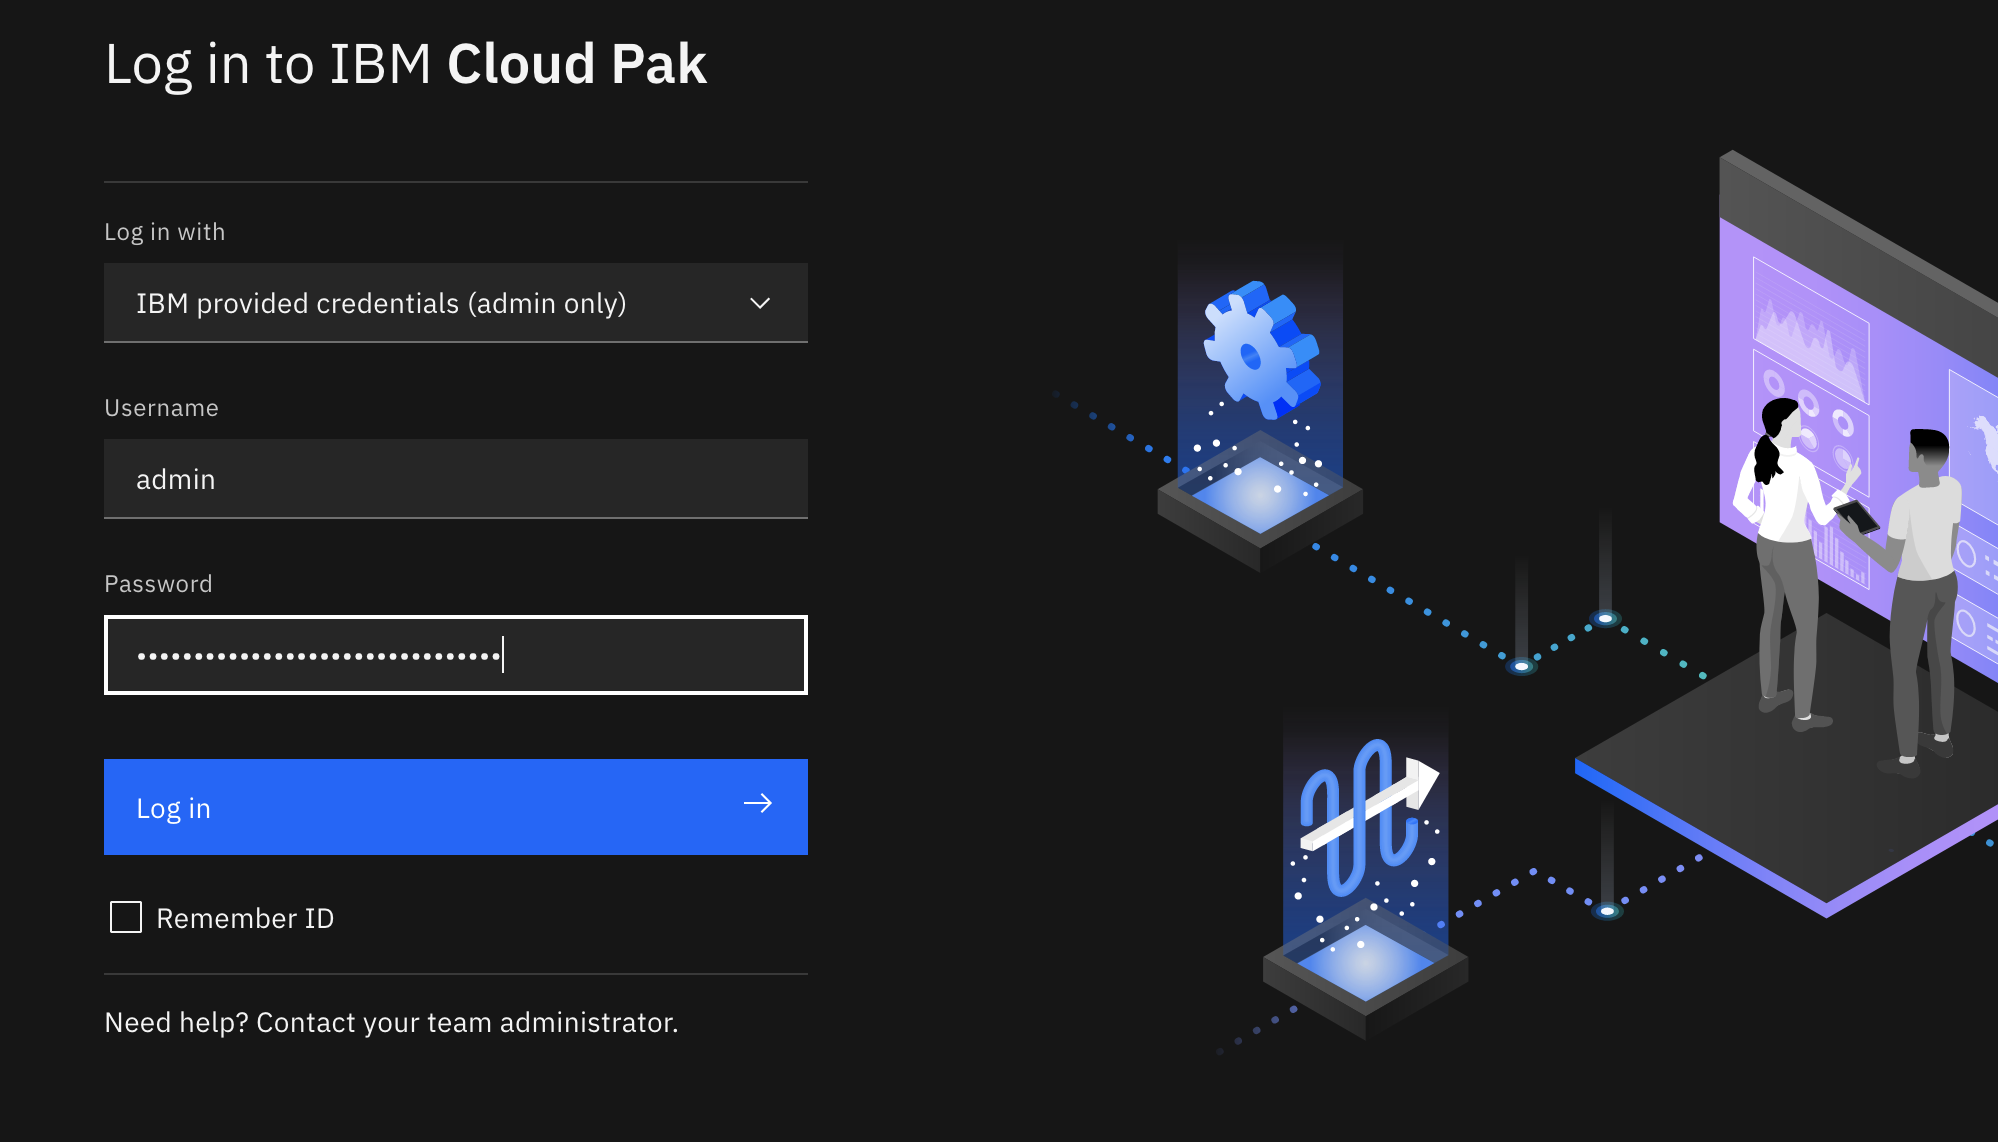 Log in to IBM Cloud Pak
Log in with
IBM provided credentials (admin only)
Username
admin
Password
••••••••••••••••••••••••••••••••
Log in
Remember ID
Need help? Contact your team administrator.